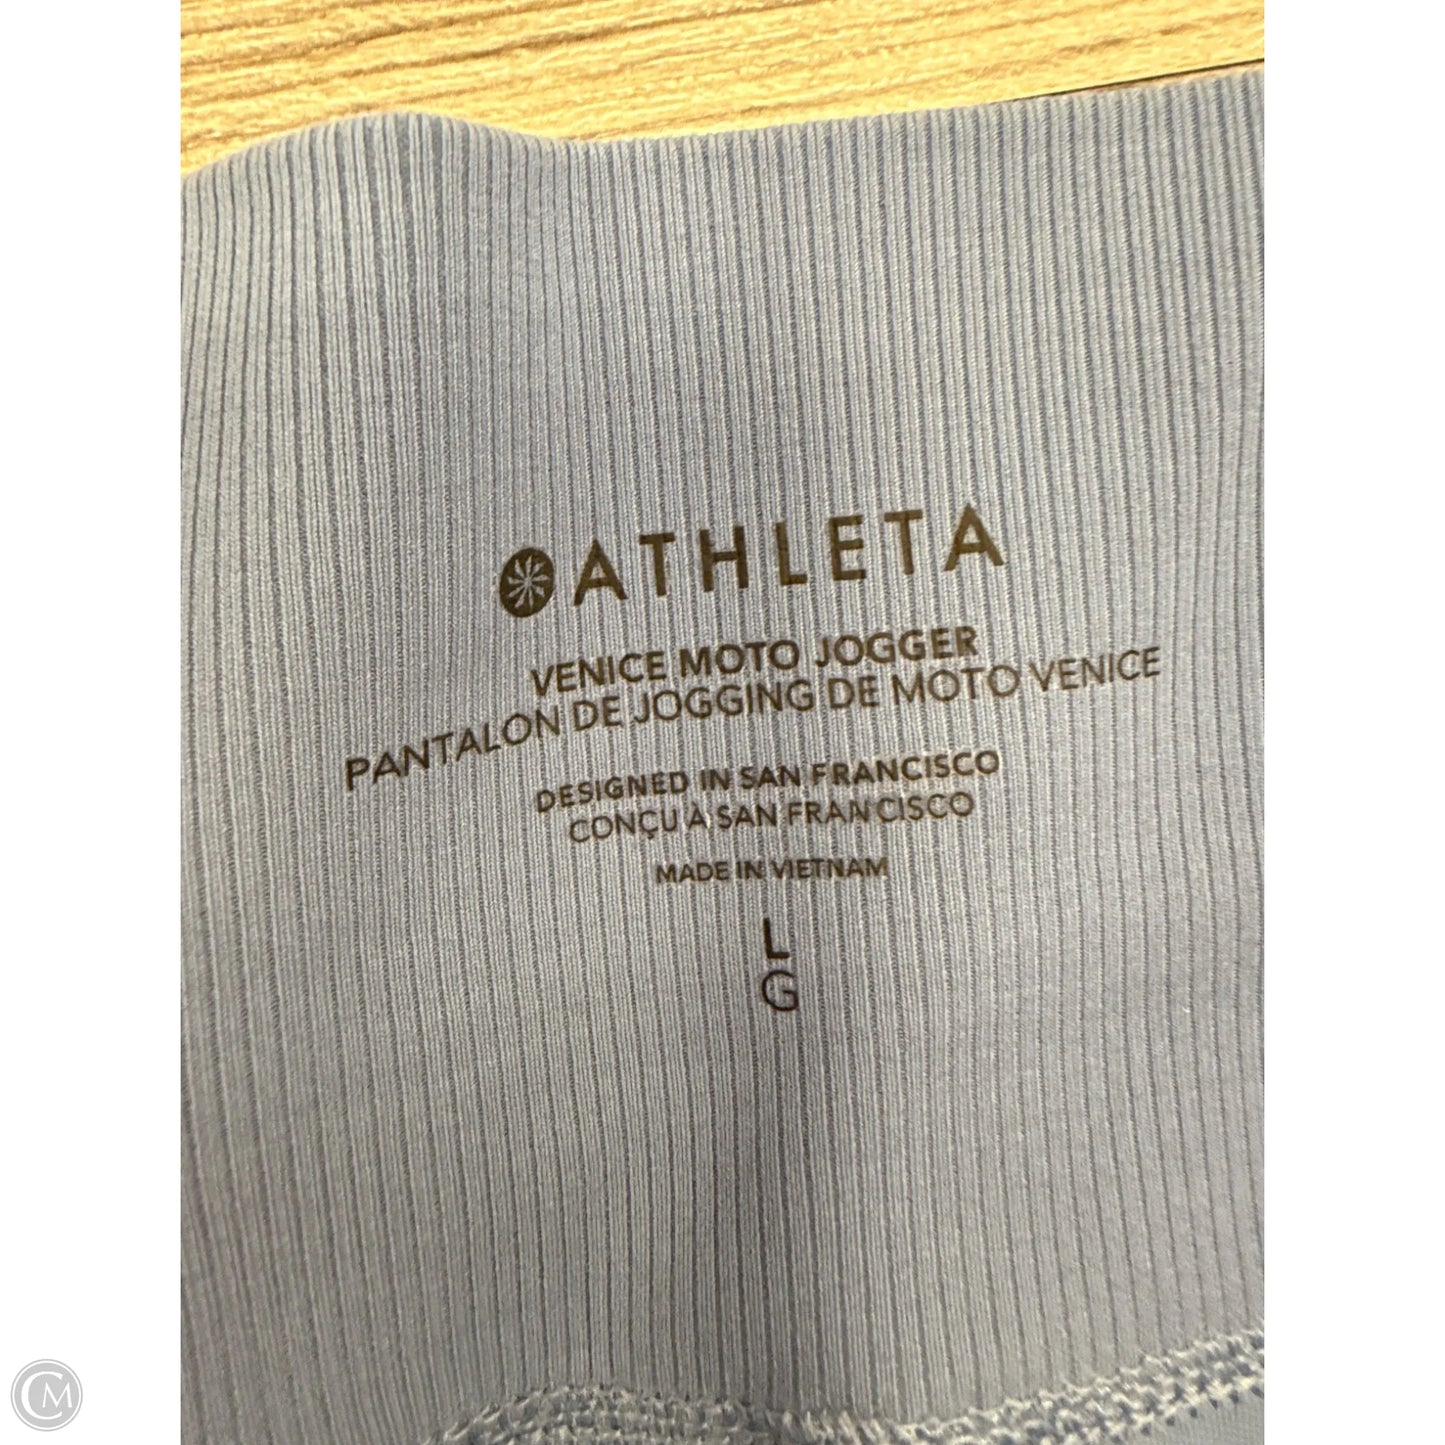 ATHLETA
VENICE MOTO JOGGER
PANTALON DE JOGGING DE MOTO VENICE
DESIGNED IN SAN FRANCISCO
CONÇU À SAN FRANCISCO
MADE IN VIETNAM
L
G
CM